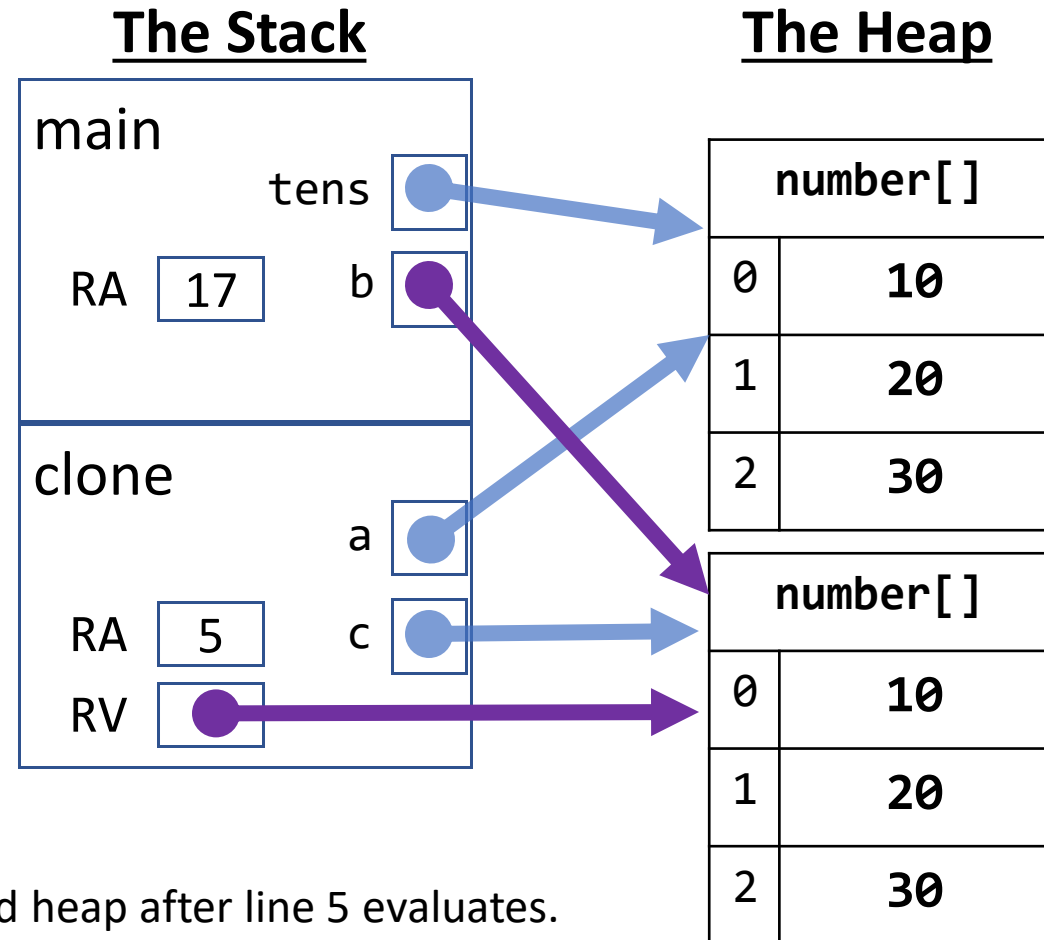 The Stack
main
tens
RA 17 b
clone
a
RA 5 c
RV
The Heap
number[]
0 10
1 20
2 30
number[]
0 10
1 20
2 30
d heap after line 5 evaluates.